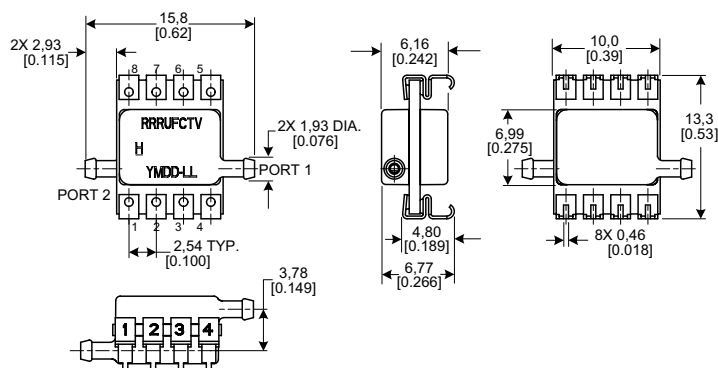 15,8
[0.62]
2X 2,93
[0.115]
8 7 6 5
RRRUFCTV
H
YMDD-LL
2X 1,93 DIA.
[0.076]
PORT 1
PORT 2
1 2 3 4
2,54 TYP.
[0.100]
6,16
[0.242]
4,80
[0.189]
6,77
[0.266]
10,0
[0.39]
6,99
[0.275]
13,3
[0.53]
8X 0,46
[0.018]
3,78
[0.149]
1 2 3 4